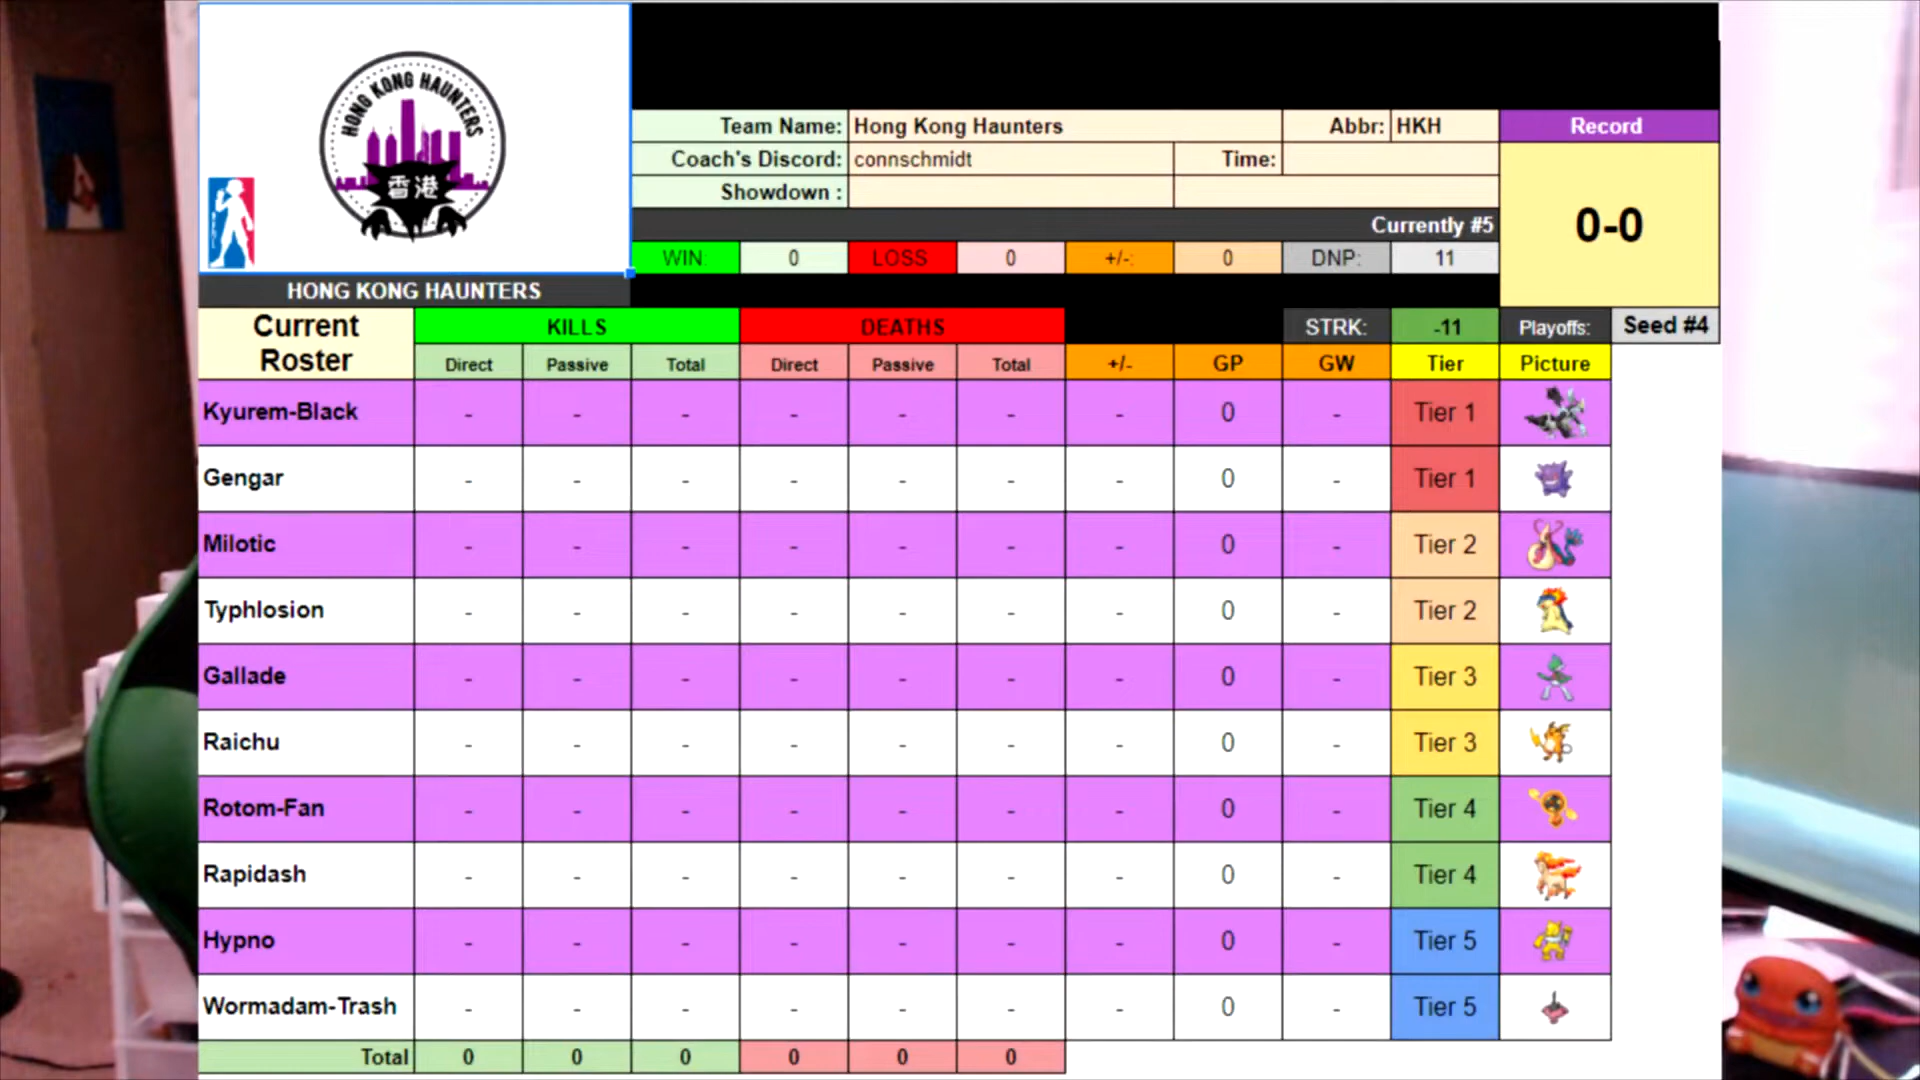 HONG KONG HAUNTERS
香港
Team Name: Hong Kong Haunters Abbr: HKH Record
Coach's Discord: connschmidt Time:
Showdown :
0-0
Currently #5
WIN: 0 LOSS 0 +/-: 0 DNP: 11
HONG KONG HAUNTERS
Current Roster KILLS DEATHS STRK: -11 Playoffs: Seed #4
Direct Passive Total Direct Passive Total +/- GP GW Tier Picture
Kyurem-Black - - - - - - - 0 - Tier 1
Gengar - - - - - - - 0 - Tier 1
Milotic - - - - - - - 0 - Tier 2
Typhlosion - - - - - - - 0 - Tier 2
Gallade - - - - - - - 0 - Tier 3
Raichu - - - - - - - 0 - Tier 3
Rotom-Fan - - - - - - - 0 - Tier 4
Rapidash - - - - - - - 0 - Tier 4
Hypno - - - - - - - 0 - Tier 5
Wormadam-Trash - - - - - - - 0 - Tier 5
Total 0 0 0 0 0 0